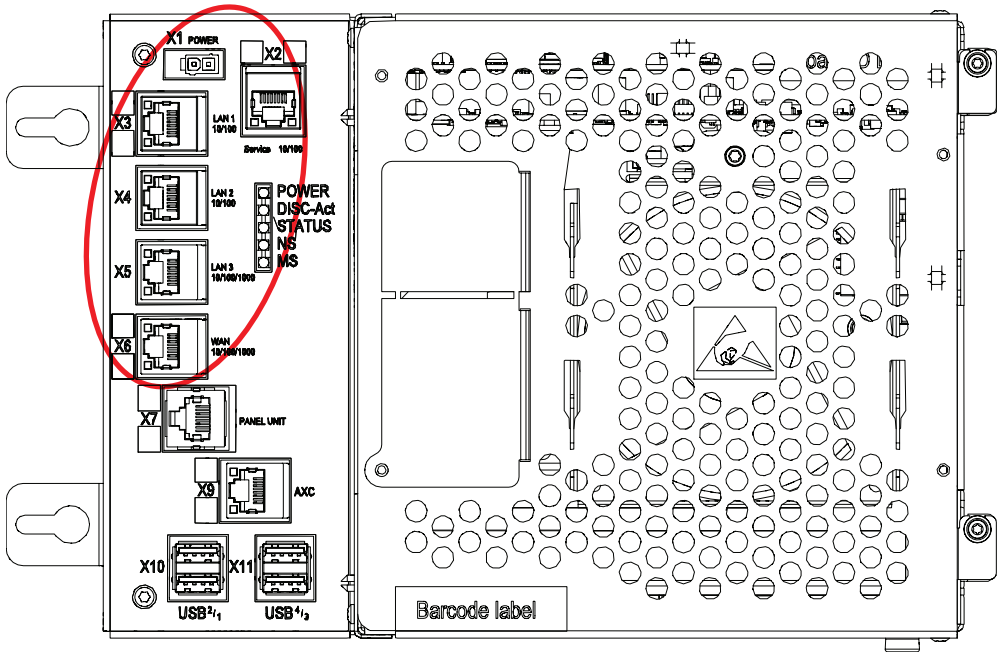 X1 POWER
X2
X3
LAN 1
10/100
Service 10/100
X4
LAN 2
10/100
POWER
DISC-Act
STATUS
NS
MS
X5
LAN 3
10/100/1000
X6
WAN
10/100/1000
X7
PANEL UNIT
X9
AXC
X10
X11
USB²/₁
USB⁴/₃
Barcode label